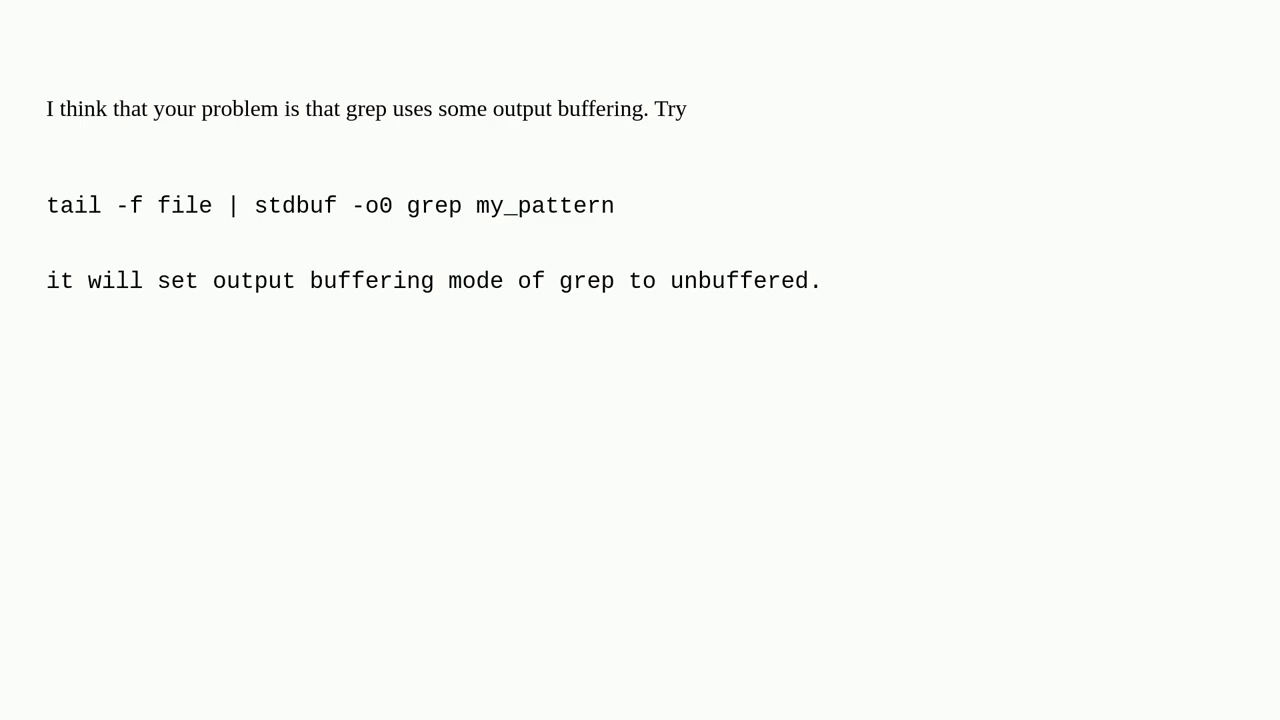 I think that your problem is that grep uses some output buffering. Try
tail -f file | stdbuf -o0 grep my_pattern
it will set output buffering mode of grep to unbuffered.